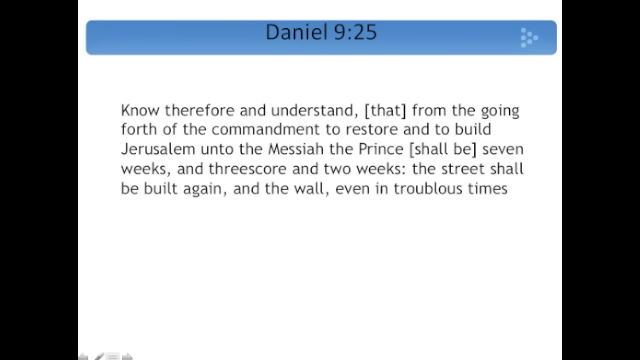 Daniel 9:25
Know therefore and understand, [that] from the going
forth of the commandment to restore and to build
Jerusalem unto the Messiah the Prince [shall be] seven
weeks, and threescore and two weeks: the street shall
be built again, and the wall, even in troublous times